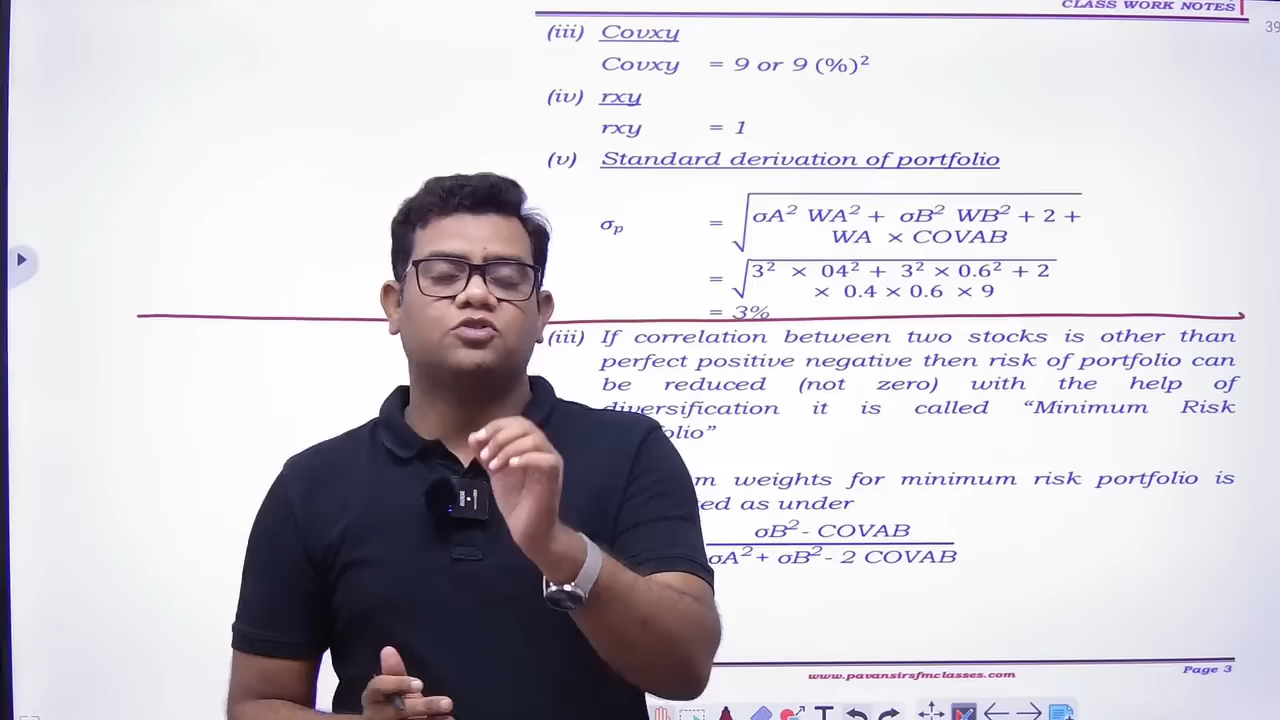 CLASS WORK NOTES
39
(iii) Covxy
Covxy = 9 or 9 (%)²
(iv) rxy
rxy = 1
(v) Standard derivation of portfolio
σp = √σA² WA² + σB² WB² + 2 +
WA × COVAB
= √3² × 04² + 3² × 0.6² + 2
× 0.4 × 0.6 × 9
= 3%
(iii) If correlation between two stocks is other than
perfect positive negative then risk of portfolio can
be reduced (not zero) with the help of
diversification it is called “Minimum Risk
olio”
m weights for minimum risk portfolio is
ed as under
σB² - COVAB
σA² + σB² - 2 COVAB
www.pavansirsfmclasses.com
Page 3